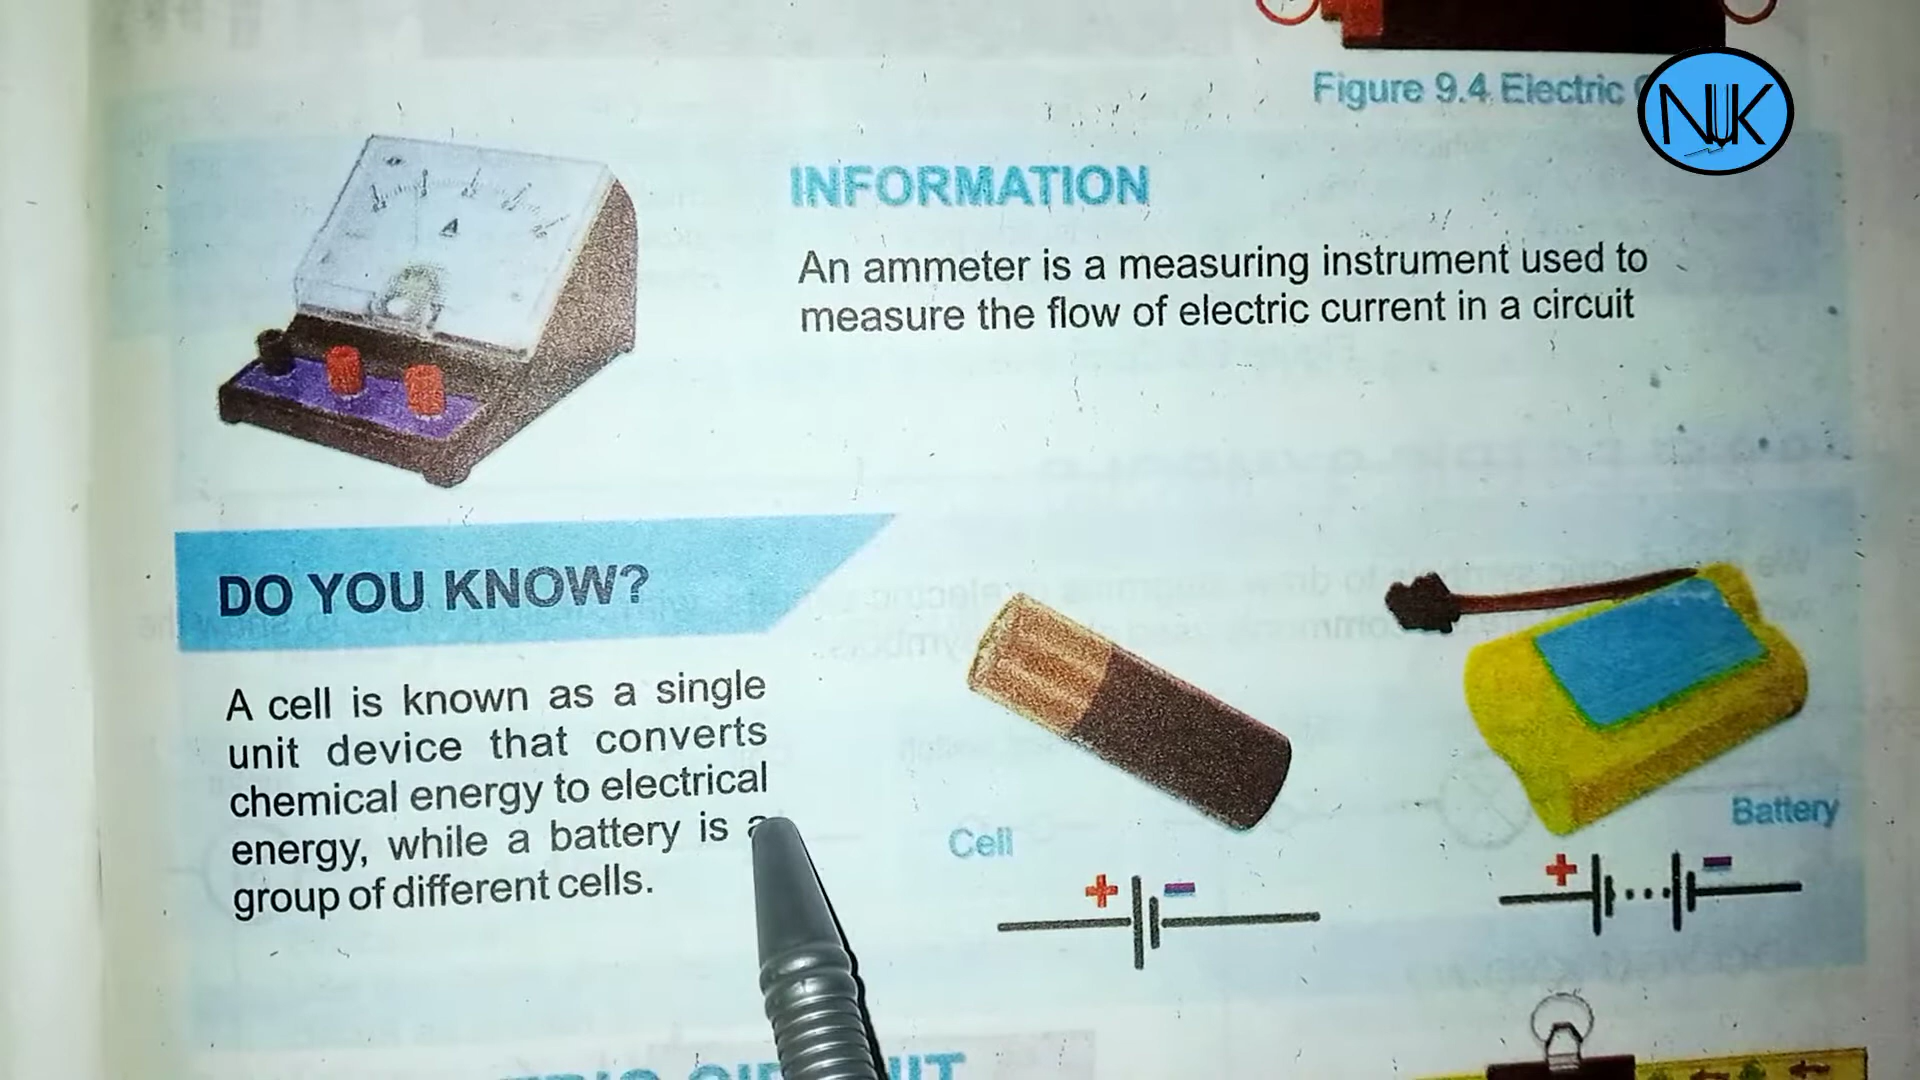 Figure 9.4 Electric
NUK
INFORMATION
An ammeter is a measuring instrument used to
measure the flow of electric current in a circuit
A
DO YOU KNOW?
A cell is known as a single
unit device that converts
chemical energy to electrical
energy, while a battery is a
group of different cells.
Cell
Battery
+ −
+ −